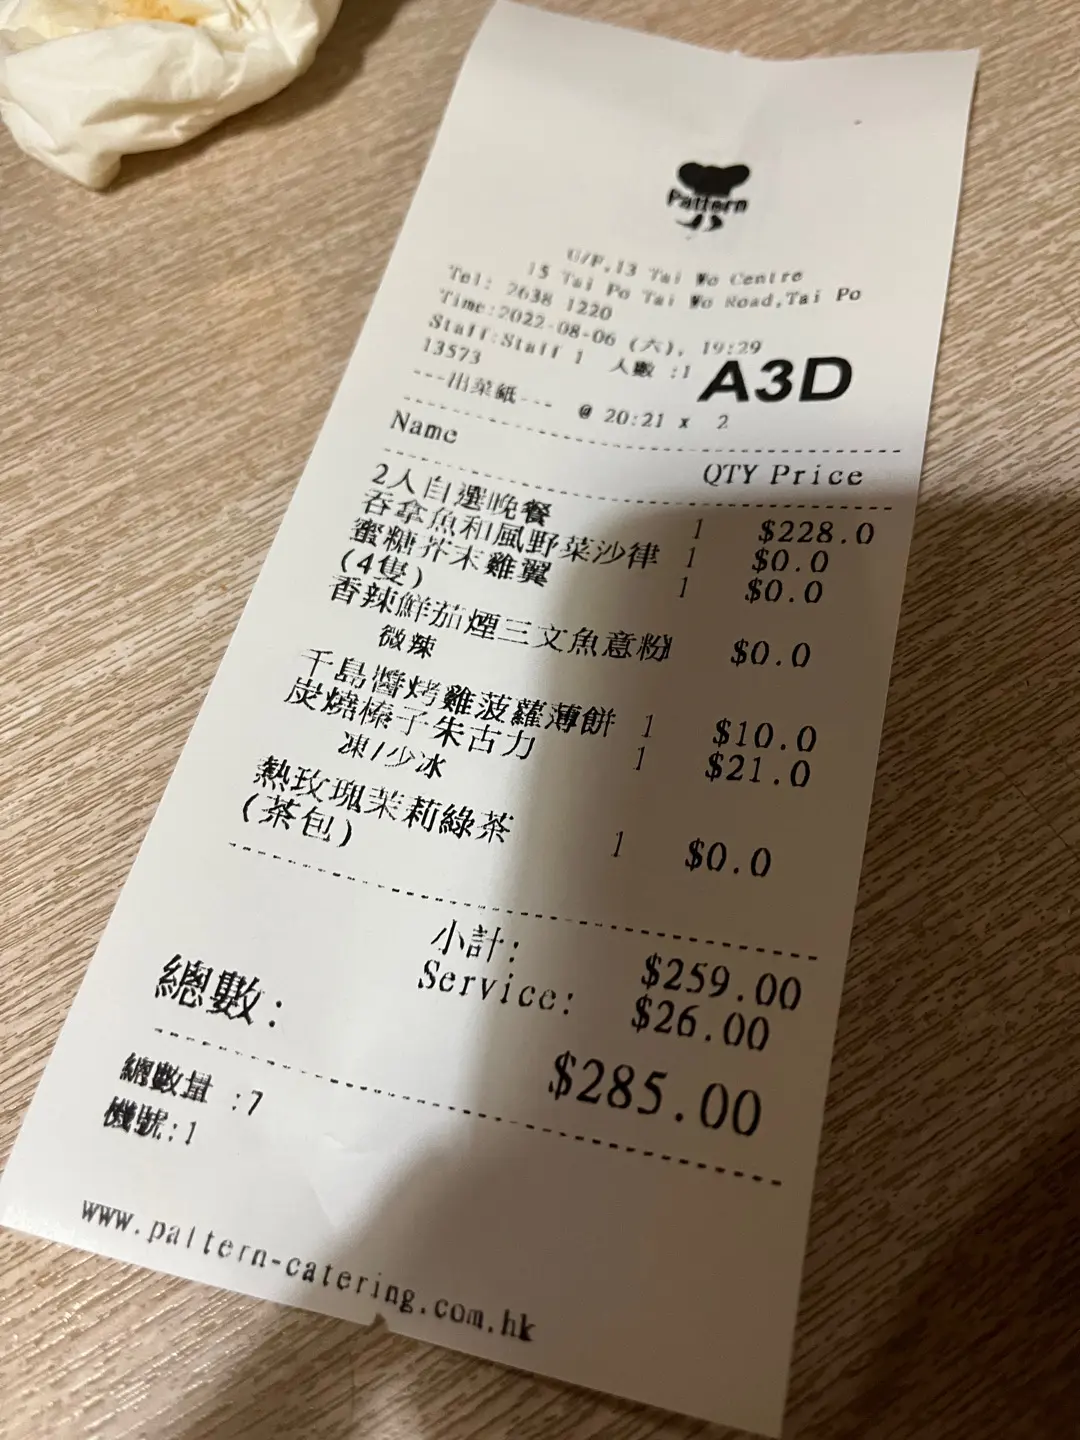 Pattern
G/F,13 Tai Wo Centre
15 Tai Po Tai Wo Road,Tai Po
Tel: 2638 1220
Time:2022-08-06 (六), 19:29
Staff:Staff 1 人數 :1 A3D
13573
---出菜紙--- @ 20:21 x 2
Name QTY Price
2人自選晚餐 1 $228.0
吞拿魚和風野菜沙律 1 $0.0
蜜糖芥末雞翼 1 $0.0
(4隻)
香辣鮮茄煙三文魚意粉 $0.0
微辣
千島醬烤雞菠蘿薄餅 1 $10.0
炭燒榛子朱古力 1 $21.0
凍/少冰
熱玫瑰茉莉綠茶 1 $0.0
(茶包)
小計: $259.00
Service: $26.00
總數: $285.00
總數量 :7
機號:1
www.pattern-catering.com.hk